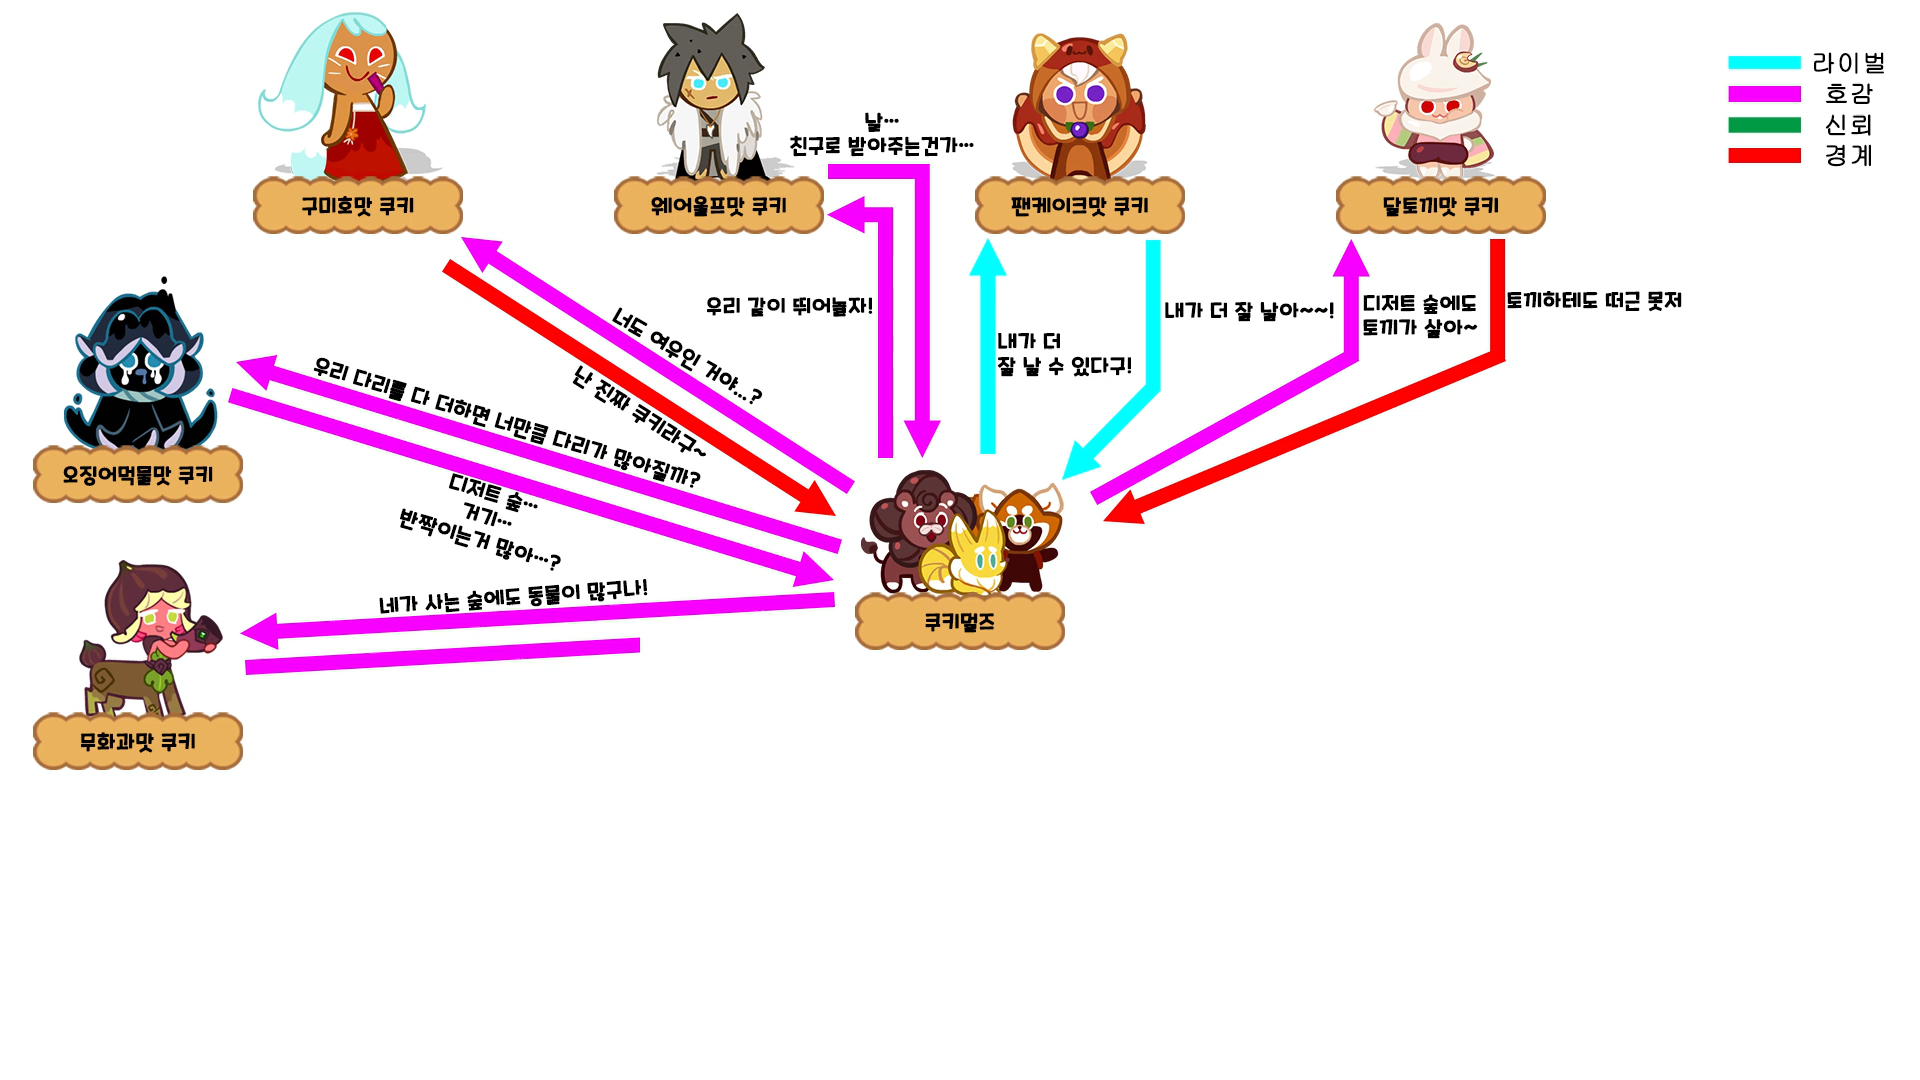 라이벌
호감
신뢰
경계
구미호맛 쿠키
웨어울프맛 쿠키
팬케이크맛 쿠키
달토끼맛 쿠키
날…
친구로 받아주는건가…
우리 같이 뛰어놀자!
내가 더
잘 날 수 있다구!
내가 더 잘 날아~~!
디저트 숲에도
토끼가 살아~
토끼하테도 떠근 못저
너도 여우인 거야...?
난 진짜 쿠키라구~
오징어먹물맛 쿠키
우리 다리를 다 더하면 너만큼 다리가 많아질까?
디저트 숲…
거기…
반짝이는거 많아…?
네가 사는 숲에도 동물이 많구나!
쿠키멀즈
무화과맛 쿠키